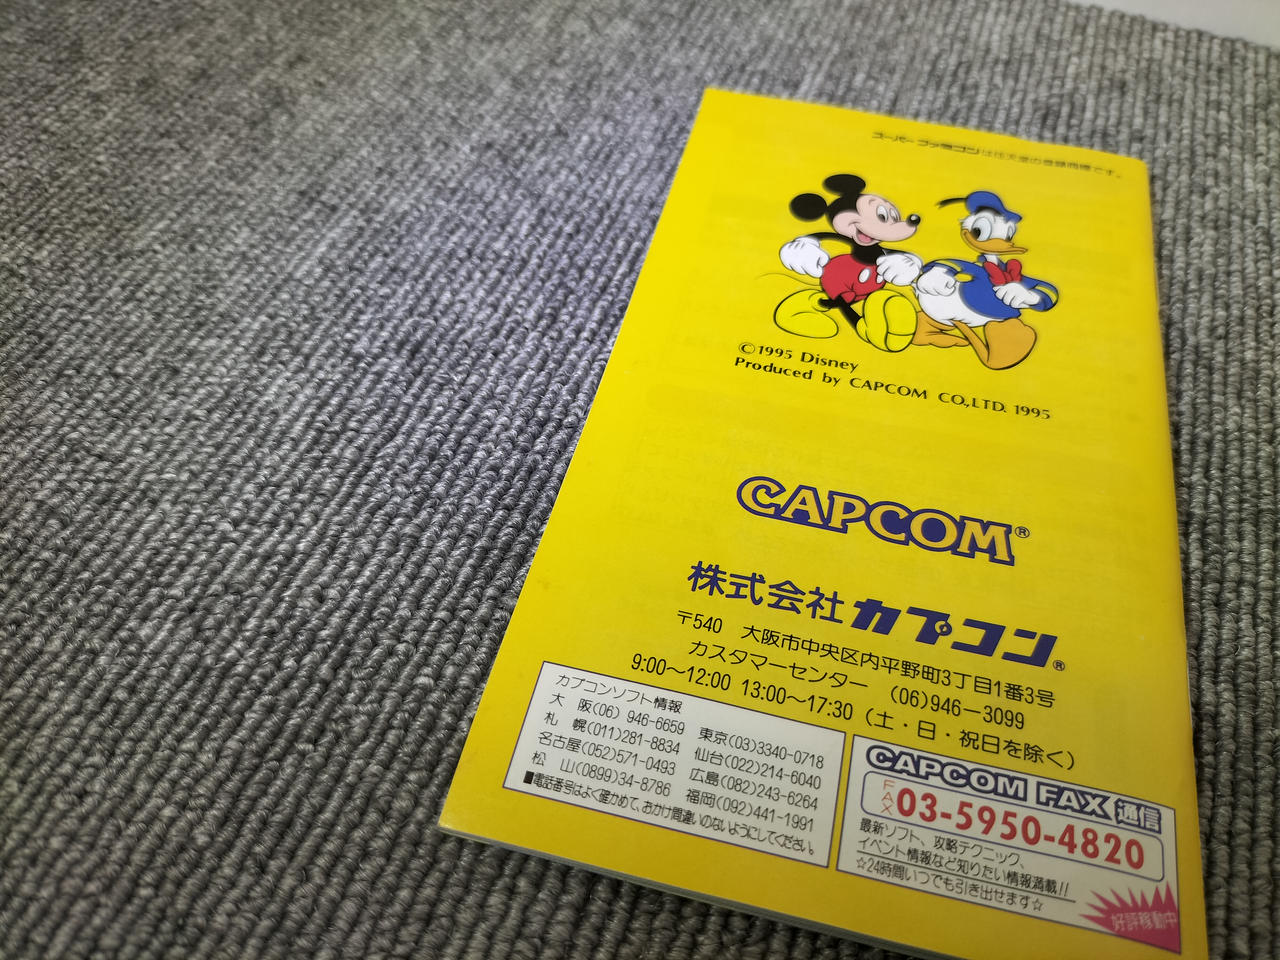 スーパーファミコンは任天堂の登録商標です。
©1995 Disney
Produced by CAPCOM CO.,LTD. 1995
CAPCOM®
株式会社カプコン®
〒540 大阪市中央区内平野町3丁目1番3号
カスタマーセンター (06)946-3099
9:00〜12:00 13:00〜17:30 (土・日・祝日を除く)
カプコンソフト情報
大 阪(06) 946-6659 東京(03)3340-0718
札 幌(011)281-8834 仙台(022)214-6040
名古屋(052)571-0493 広島(082)243-6264
松 山(0899)34-8786 福岡(092)441-1991
■電話番号はよく確かめて、おかけ間違いのないようにしてください。
CAPCOM FAX 通信
FAX 03-5950-4820
最新ソフト、攻略テクニック、
イベント情報など知りたい情報満載!!
☆24時間いつでも引き出せます☆
好評稼動中